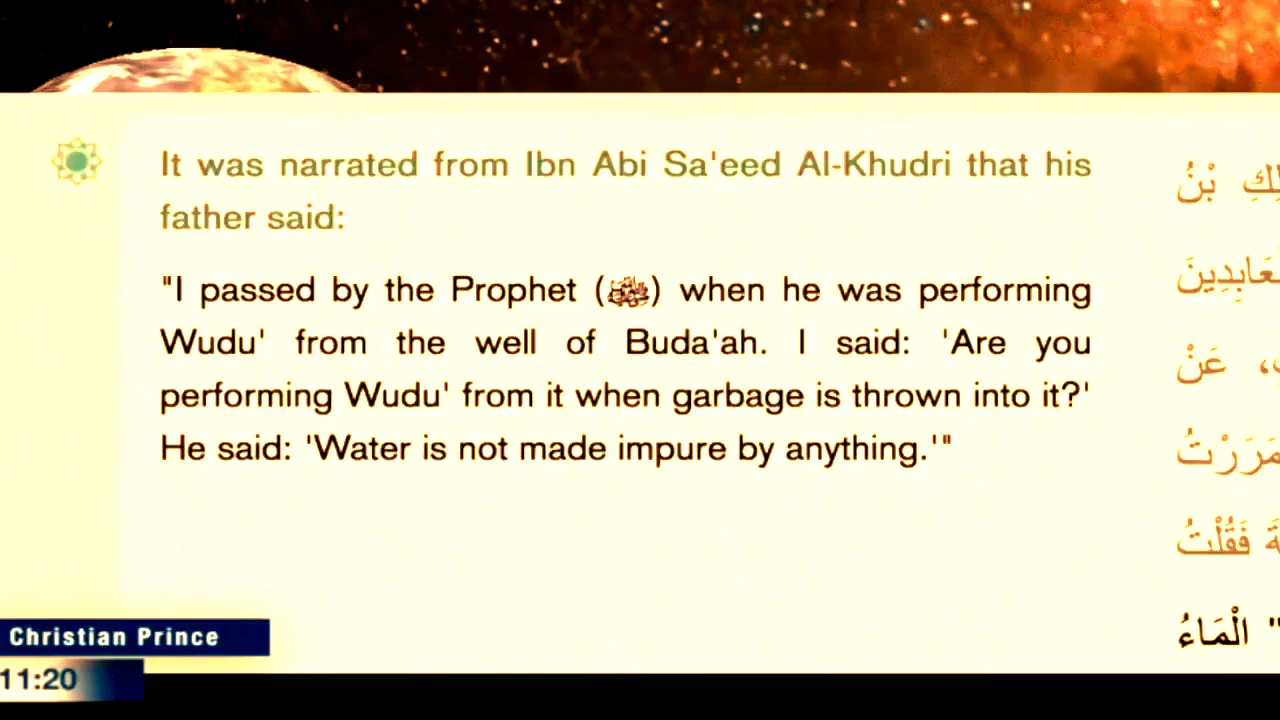 It was narrated from Ibn Abi Sa'eed Al-Khudri that his
father said:
"I passed by the Prophet (ﷺ) when he was performing
Wudu' from the well of Buda'ah. I said: 'Are you
performing Wudu' from it when garbage is thrown into it?'
He said: 'Water is not made impure by anything.'"
بْنُ
عَنْ
مَرَرْتُ
فَقُلْتُ
" الْمَاءُ
Christian Prince
11:20